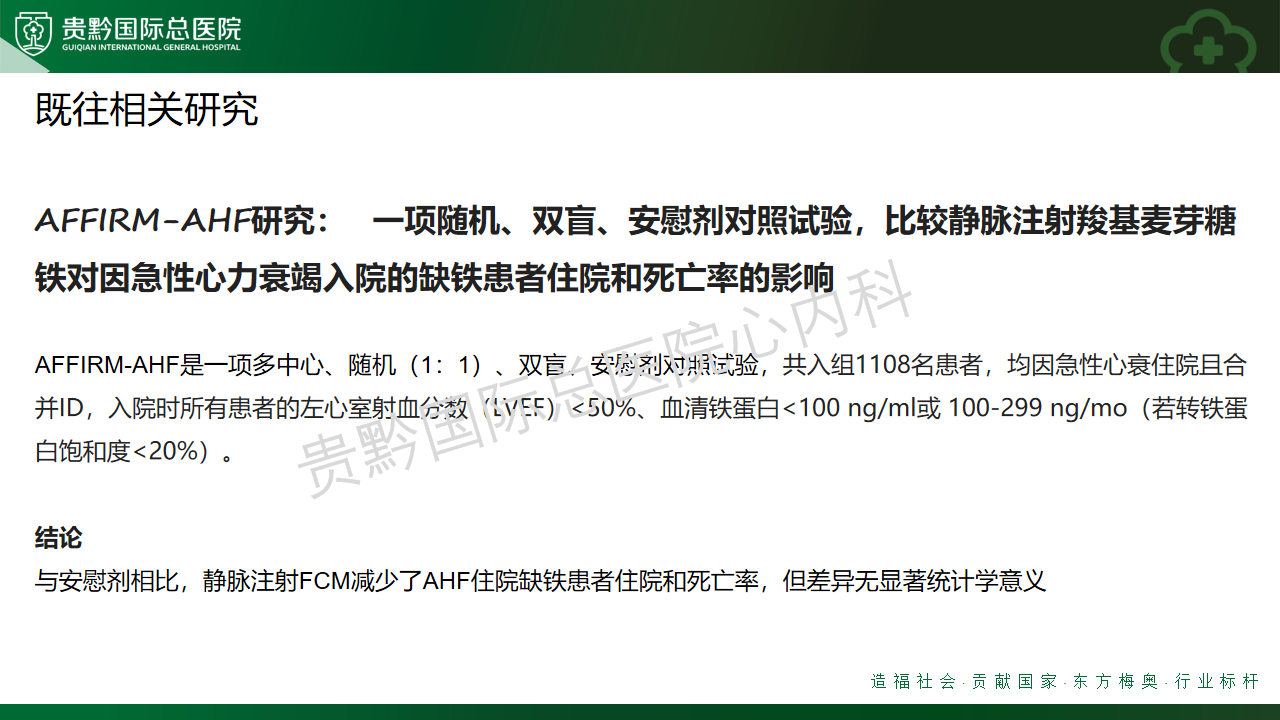 贵黔国际总医院
GUIQIAN INTERNATIONAL GENERAL HOSPITAL
既往相关研究
AFFIRM-AHF研究： 一项随机、双盲、安慰剂对照试验，比较静脉注射羧基麦芽糖
铁对因急性心力衰竭入院的缺铁患者住院和死亡率的影响
AFFIRM-AHF是一项多中心、随机（1：1）、双盲、安慰剂对照试验，共入组1108名患者，均因急性心衰住院且合
并ID，入院时所有患者的左心室射血分数（LVEF）<50%、血清铁蛋白<100 ng/ml或 100-299 ng/mo（若转铁蛋
白饱和度<20%）。
贵黔国际总医院心内科
结论
与安慰剂相比，静脉注射FCM减少了AHF住院缺铁患者住院和死亡率，但差异无显著统计学意义
造福社会·贡献国家·东方梅奥·行业标杆